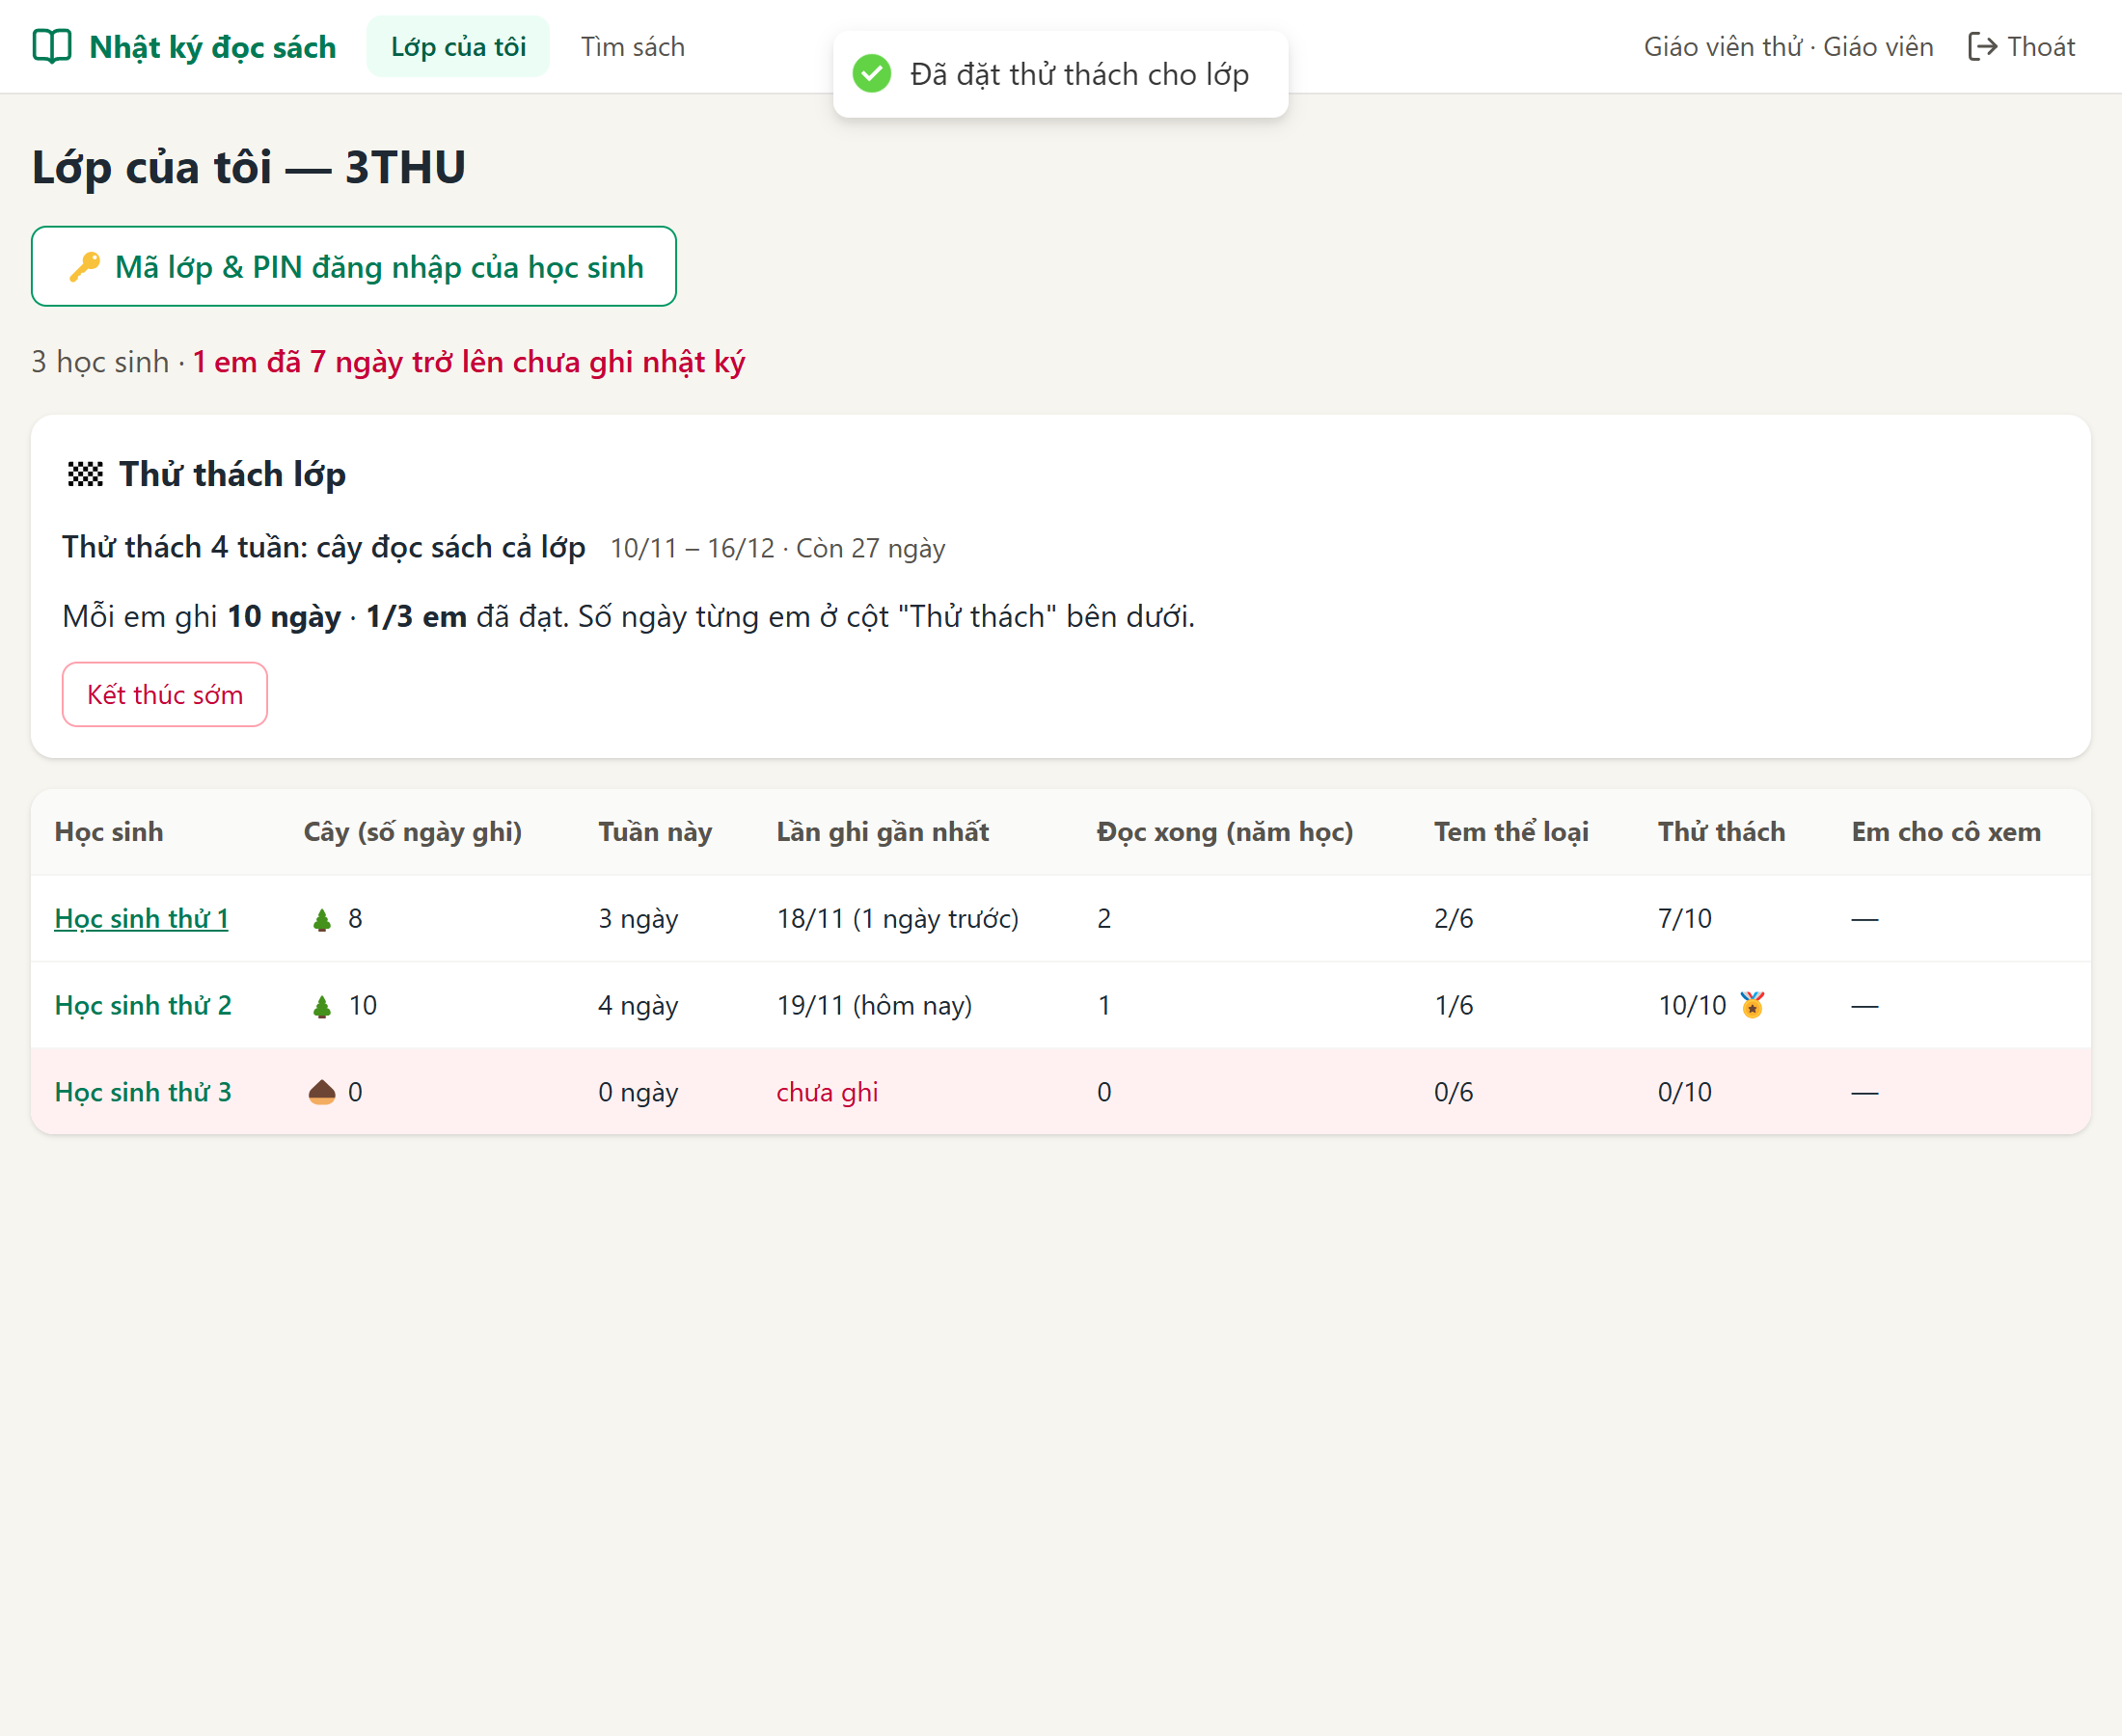 Nhật ký đọc sách Lớp của tôi Tìm sách Đã đặt thử thách cho lớp Giáo viên thử · Giáo viên Thoát
Lớp của tôi — 3THU
🔑 Mã lớp & PIN đăng nhập của học sinh
3 học sinh · 1 em đã 7 ngày trở lên chưa ghi nhật ký
🏁 Thử thách lớp
Thử thách 4 tuần: cây đọc sách cả lớp 10/11 – 16/12 · Còn 27 ngày
Mỗi em ghi 10 ngày · 1/3 em đã đạt. Số ngày từng em ở cột "Thử thách" bên dưới.
Kết thúc sớm
Học sinh Cây (số ngày ghi) Tuần này Lần ghi gần nhất Đọc xong (năm học) Tem thể loại Thử thách Em cho cô xem
Học sinh thử 1 🌲 8 3 ngày 18/11 (1 ngày trước) 2 2/6 7/10 —
Học sinh thử 2 🌲 10 4 ngày 19/11 (hôm nay) 1 1/6 10/10 🏅 —
Học sinh thử 3 🌰 0 0 ngày chưa ghi 0 0/6 0/10 —